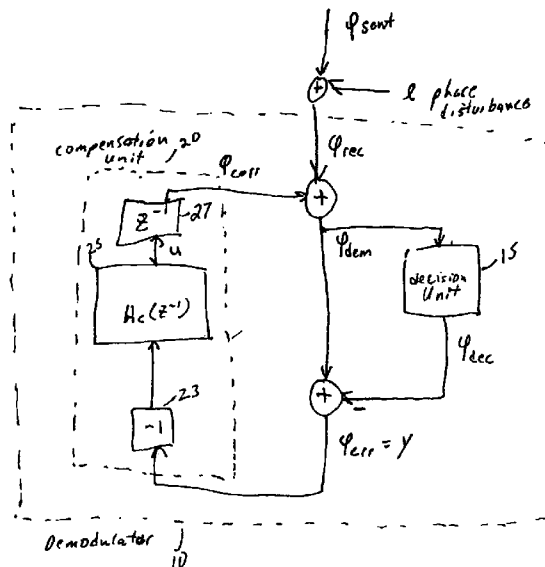 φsent
+
e phase
disturbance
compensation
unit
20
φcorr
φrec
z⁻¹
27
+
25
u
φdem
15
decision
Unit
Hc(z⁻¹)
φdec
23
-1
+
-
φerr = y
Demodulator
10